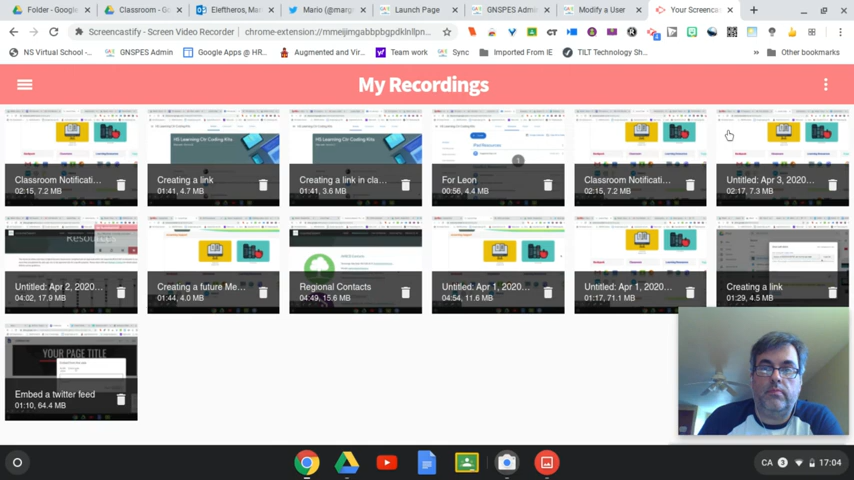 Folder - Google
Classroom - G
Eleftheros, Mar
Mario (@marg
Launch Page
GNSPES Admi
Modify a User
Your Screenca
Screencastify - Screen Video Recorder | chrome-extension://mmeijimgabbpbgpdklnllpn...
NS Virtual School -...
GNSPES Admin
Google Apps @ HR...
Augmented and Vir...
Team work
Sync
Imported From IE
TILT Technology Sh...
»
Other bookmarks
My Recordings
Classroom Notificati...
02:15, 7.2 MB
Creating a link
01:41, 4.7 MB
Creating a link in cla...
01:41, 3.6 MB
For Leon
00:56, 4.4 MB
Classroom Notificati...
02:15, 7.2 MB
Untitled: Apr 3, 2020...
02:17, 7.3 MB
Untitled: Apr 2, 2020...
04:02, 17.9 MB
Creating a future Me...
01:44, 4.0 MB
Regional Contacts
04:49, 15.6 MB
Untitled: Apr 1, 2020...
04:54, 11.6 MB
Untitled: Apr 1, 2020...
01:17, 71.1 MB
Creating a link
01:29, 4.5 MB
YOUR PAGE TITLE
Embed a twitter feed
01:10, 64.4 MB
CA 3 17:04